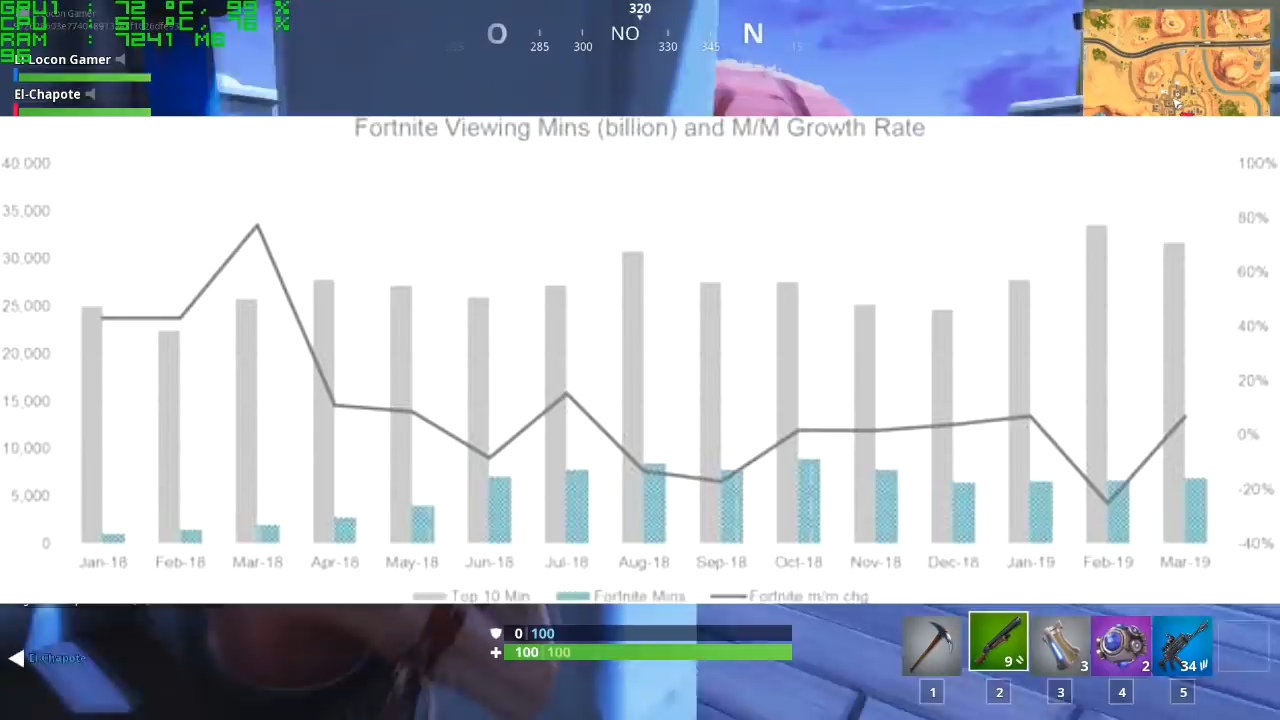 GPU1 : 72 °C, 99 %
RAM : 7241 MB
96
El Locon Gamer
El-Chapote
320
O 285 300 NO 330 345 N 15
Fortnite Viewing Mins (billion) and M/M Growth Rate
40,000 100%
35,000 80%
30,000 60%
25,000 40%
20,000 20%
15,000 0%
10,000 -20%
5,000 -40%
0
Jan-18 Feb-18 Mar-18 Apr-18 May-18 Jun-18 Jul-18 Aug-18 Sep-18 Oct-18 Nov-18 Dec-18 Jan-19 Feb-19 Mar-19
Top 10 Min Fortnite Mins Fortnite m/m chg
El-Chapote
0 | 100
100 | 100
9 3 2 34
1 2 3 4 5